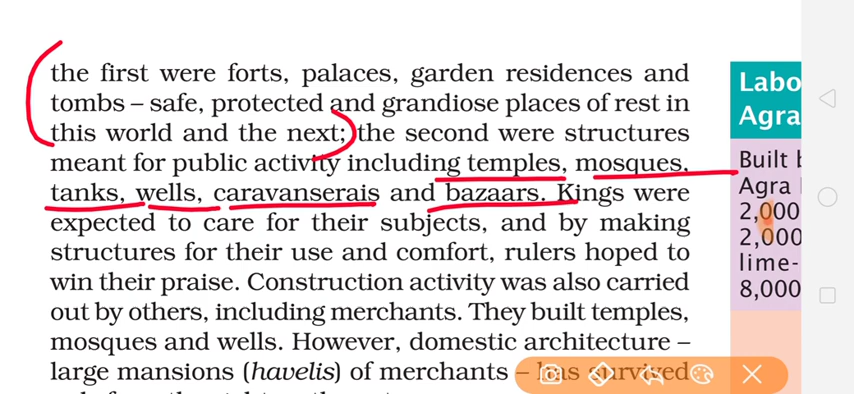 the first were forts, palaces, garden residences and
tombs – safe, protected and grandiose places of rest in
this world and the next; the second were structures
meant for public activity including temples, mosques,
tanks, wells, caravanserais and bazaars. Kings were
expected to care for their subjects, and by making
structures for their use and comfort, rulers hoped to
win their praise. Construction activity was also carried
out by others, including merchants. They built temples,
mosques and wells. However, domestic architecture –
large mansions (havelis) of merchants – has survived
Labo
Agra
Built b
Agra
2,000
2,000
lime-
8,000